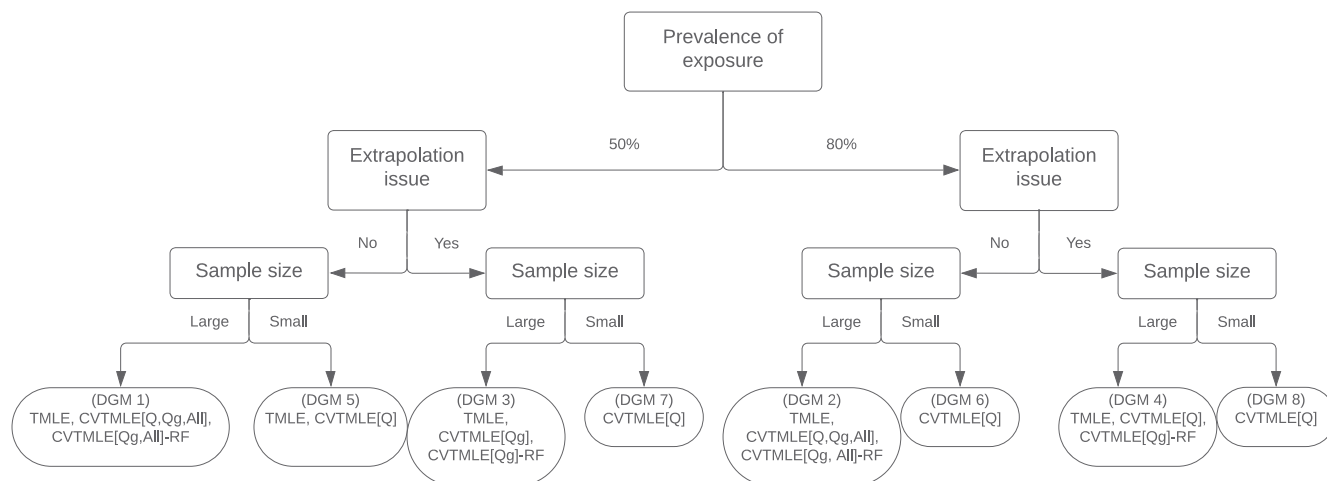 Prevalence of
exposure
50%
80%
Extrapolation
issue
Extrapolation
issue
No
Yes
No
Yes
Sample size
Sample size
Sample size
Sample size
Large
Small
Large
Small
Large
Small
Large
Small
(DGM 1)
TMLE, CVTMLE[Q,Qg,All],
CVTMLE[Qg,All]-RF
(DGM 5)
TMLE, CVTMLE[Q]
(DGM 3)
TMLE,
CVTMLE[Qg],
CVTMLE[Qg]-RF
(DGM 7)
CVTMLE[Q]
(DGM 2)
TMLE,
CVTMLE[Q,Qg,All],
CVTMLE[Qg, All]-RF
(DGM 6)
CVTMLE[Q]
(DGM 4)
TMLE, CVTMLE[Q],
CVTMLE[Qg]-RF
(DGM 8)
CVTMLE[Q]